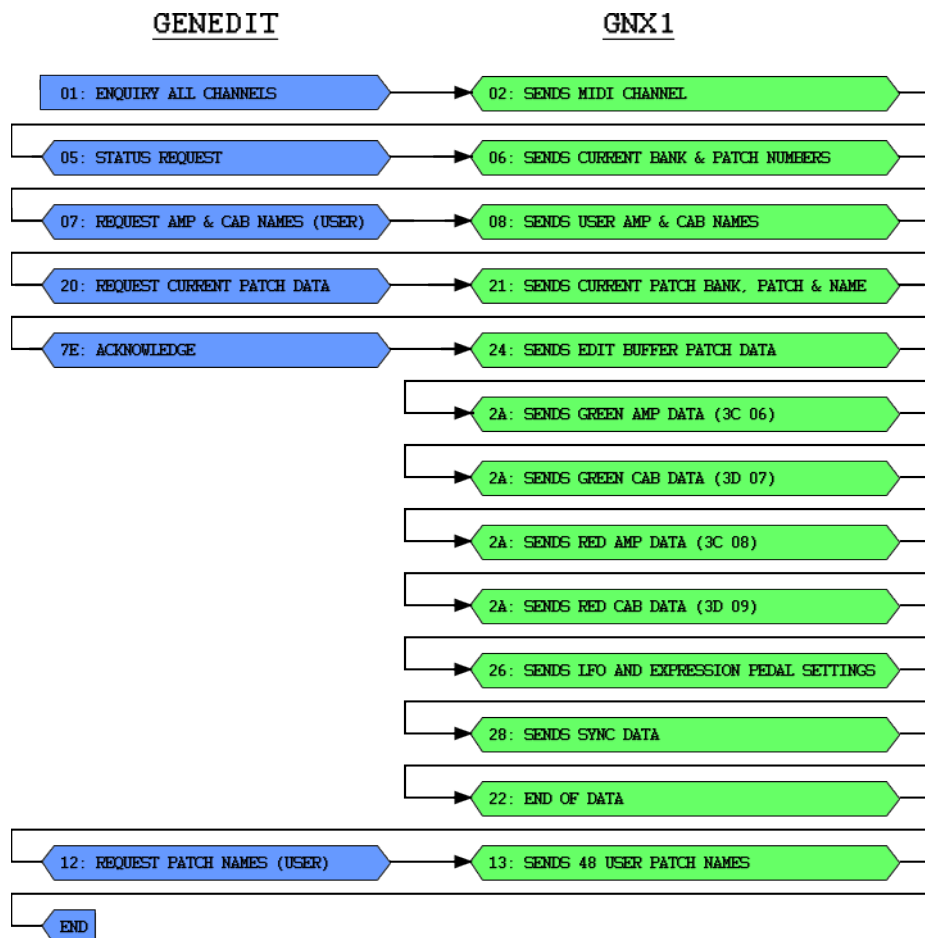 GENEDIT
GNX1
01: ENQUIRY ALL CHANNELS
02: SENDS MIDI CHANNEL
05: STATUS REQUEST
06: SENDS CURRENT BANK & PATCH NUMBERS
07: REQUEST AMP & CAB NAMES (USER)
08: SENDS USER AMP & CAB NAMES
20: REQUEST CURRENT PATCH DATA
21: SENDS CURRENT PATCH BANK, PATCH & NAME
7E: ACKNOWLEDGE
24: SENDS EDIT BUFFER PATCH DATA
2A: SENDS GREEN AMP DATA (3C 06)
2A: SENDS GREEN CAB DATA (3D 07)
2A: SENDS RED AMP DATA (3C 08)
2A: SENDS RED CAB DATA (3D 09)
26: SENDS LFO AND EXPRESSION PEDAL SETTINGS
28: SENDS SYNC DATA
22: END OF DATA
12: REQUEST PATCH NAMES (USER)
13: SENDS 48 USER PATCH NAMES
END